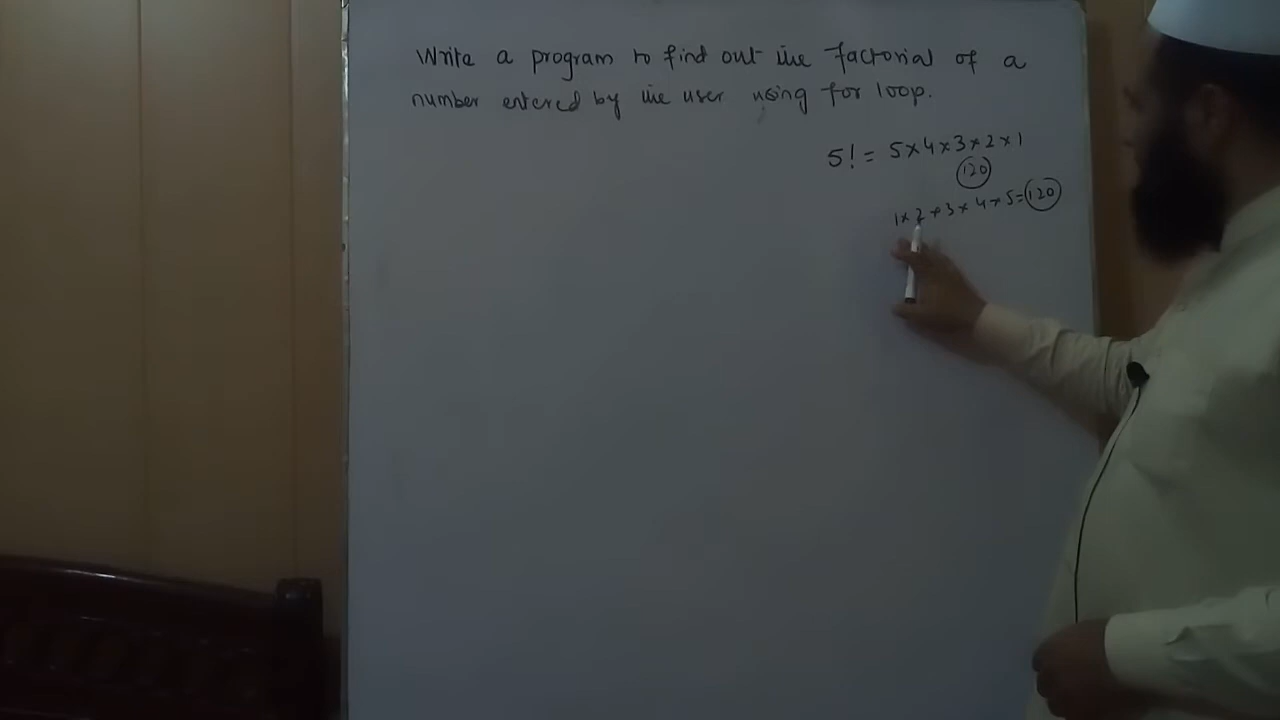 Write a program to find out the factorial of a
number entered by the user using for loop.
5! = 5×4×3×2×1
120
1×2×3×4×5=120